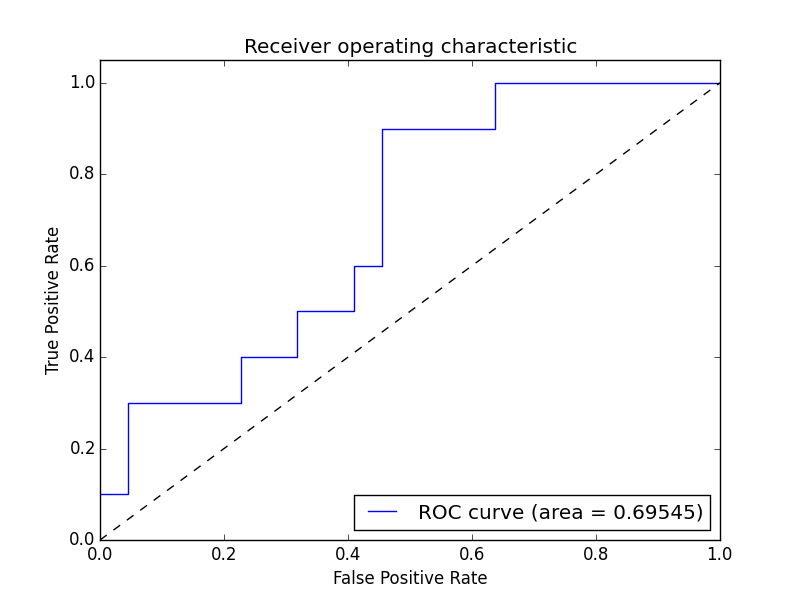 Receiver operating characteristic
1.0
0.8
0.6
0.4
0.2
0.0
True Positive Rate
ROC curve (area = 0.69545)
0.0 0.2 0.4 0.6 0.8 1.0
False Positive Rate